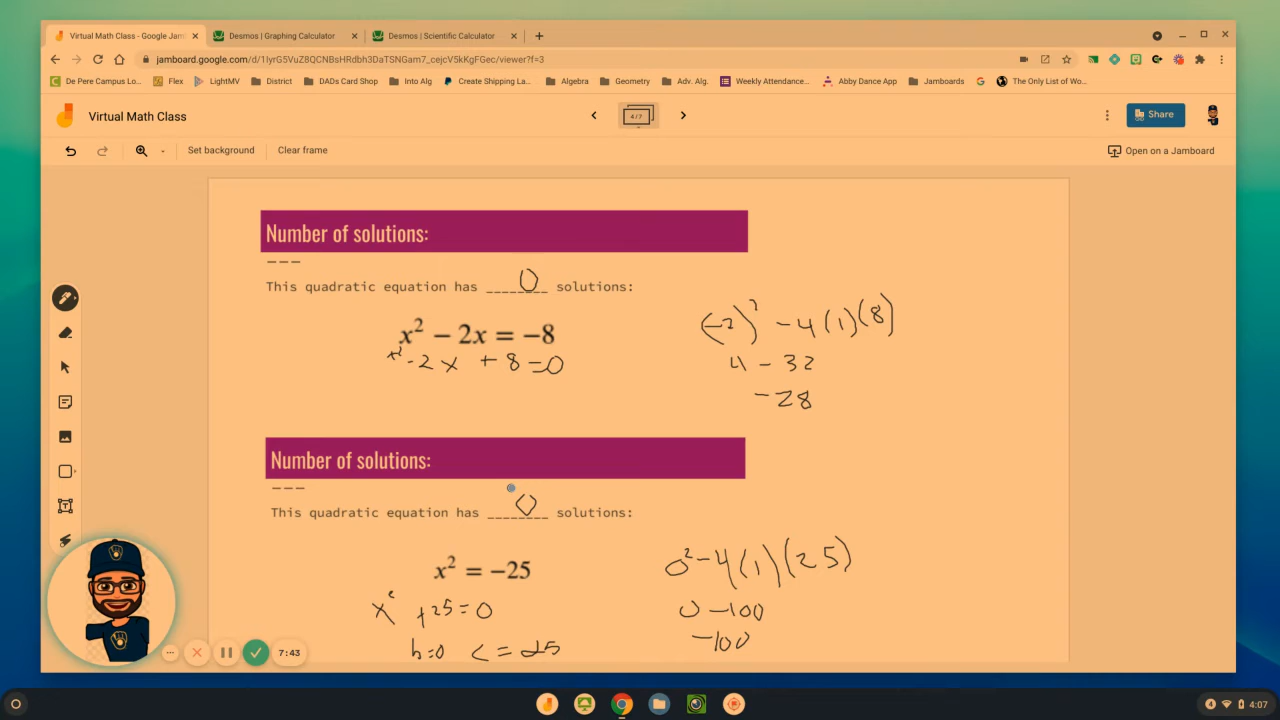 Virtual Math Class - Google Jam
Desmos | Graphing Calculator
Desmos | Scientific Calculator
jamboard.google.com/d/1IyrG5VuZ8QCNBsHRdbh3DaTSNGam7_cejcV5kKgFGec/viewer?f=3
De Pere Campus Lo... Flex LightMV District DADs Card Shop Into Alg Create Shipping La... Algebra Geometry Adv. Alg. Weekly Attendance... Abby Dance App Jamboards The Only List of Wo...
Virtual Math Class
4 / 7
Share
Set background Clear frame
Open on a Jamboard
Number of solutions:
This quadratic equation has ___0___ solutions:
x² − 2x = −8
x² - 2x + 8 = 0
(-2)² - 4(1)(8)
4 - 32
-28
Number of solutions:
This quadratic equation has ___0___ solutions:
x² = −25
x² + 25 = 0
b=0 c = 25
0² - 4(1)(25)
0 - 100
-100
7:43
4 4:07